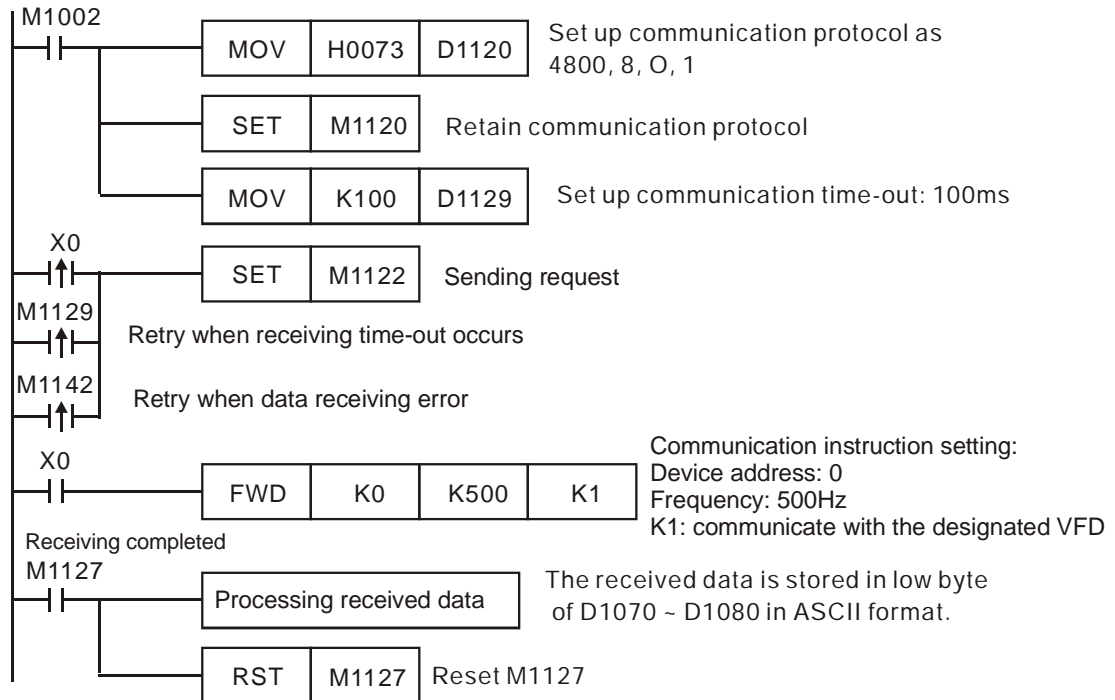 M1002
MOV H0073 D1120 Set up communication protocol as
4800, 8, O, 1
SET M1120 Retain communication protocol
MOV K100 D1129 Set up communication time-out: 100ms
X0
SET M1122 Sending request
M1129
Retry when receiving time-out occurs
M1142
Retry when data receiving error
X0
FWD K0 K500 K1
Communication instruction setting:
Device address: 0
Frequency: 500Hz
K1: communicate with the designated VFD
Receiving completed
M1127
Processing received data
The received data is stored in low byte
of D1070 ~ D1080 in ASCII format.
RST M1127 Reset M1127